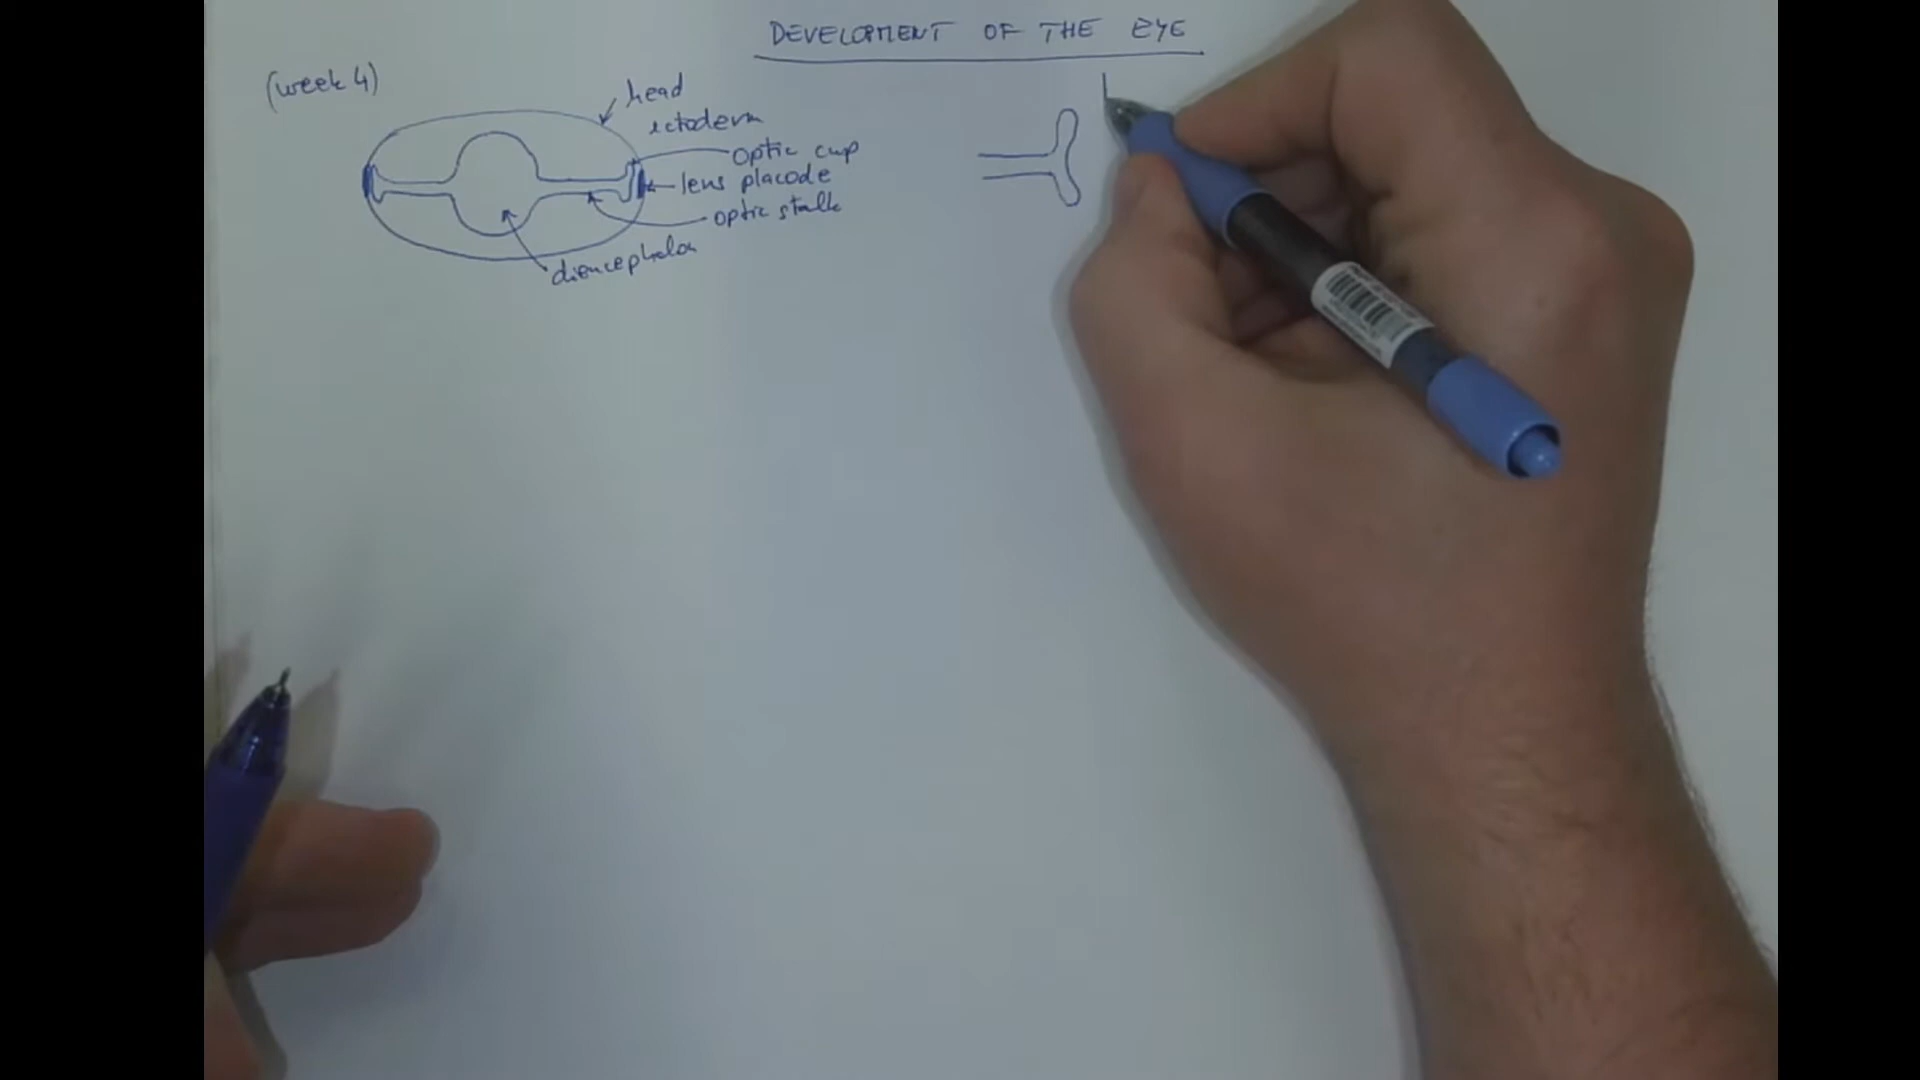 DEVELOPMENT OF THE EYE
(week 4)
head
ectoderm
optic cup
lens placode
optic stalk
diencephalon